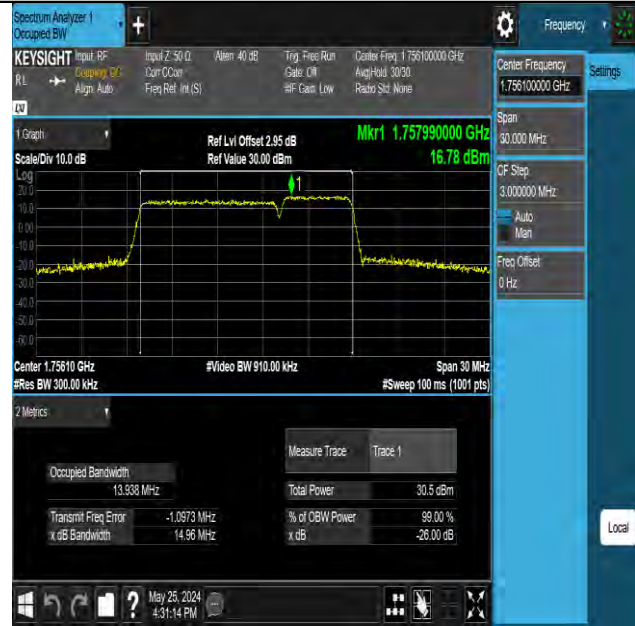 Spectrum Analyzer 1
Occupied BW
+
Frequency
KEYSIGHT Input: RF
RL
Coupling: DC
Align: Auto
Input Z: 50 Ω
Corr CCorr
Freq Ref: Int (S)
Atten: 40 dB
Trig: Free Run
Gate: Off
#IF Gain: Low
Center Freq: 1.756100000 GHz
Avg|Hold: 30/30
Radio Std: None
Center Frequency
1.756100000 GHz
Settings
Span
30.000 MHz
CF Step
3.000000 MHz
Auto
Man
Freq Offset
0 Hz
Local
1 Graph
Scale/Div 10.0 dB
Ref Lvl Offset 2.95 dB
Ref Value 30.00 dBm
Mkr1 1.757990000 GHz
16.78 dBm
Log
20.0
10.0
0.00
-10.0
-20.0
-30.0
-40.0
-50.0
-60.0
1
Center 1.75610 GHz
#Res BW 300.00 kHz
#Video BW 910.00 kHz
Span 30 MHz
#Sweep 100 ms (1001 pts)
2 Metrics
Measure Trace Trace 1
Occupied Bandwidth
13.938 MHz
Total Power 30.5 dBm
Transmit Freq Error -1.0973 MHz
% of OBW Power 99.00 %
x dB Bandwidth 14.96 MHz
x dB -26.00 dB
?
May 25, 2024
4:31:14 PM